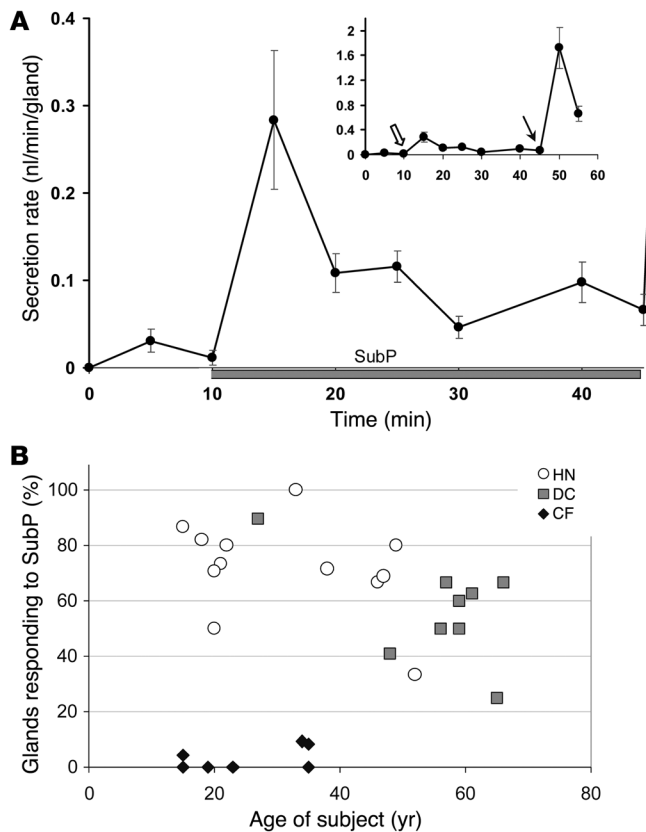 A
Secretion rate (nl/min/gland)
0.4
0.3
0.2
0.1
0
0 10 20 30 40
SubP
Time (min)
2
1.6
1.2
0.8
0.4
0
0 10 20 30 40 50 60
B
Glands responding to SubP (%)
100
80
60
40
20
0
0 20 40 60 80
HN
DC
CF
Age of subject (yr)